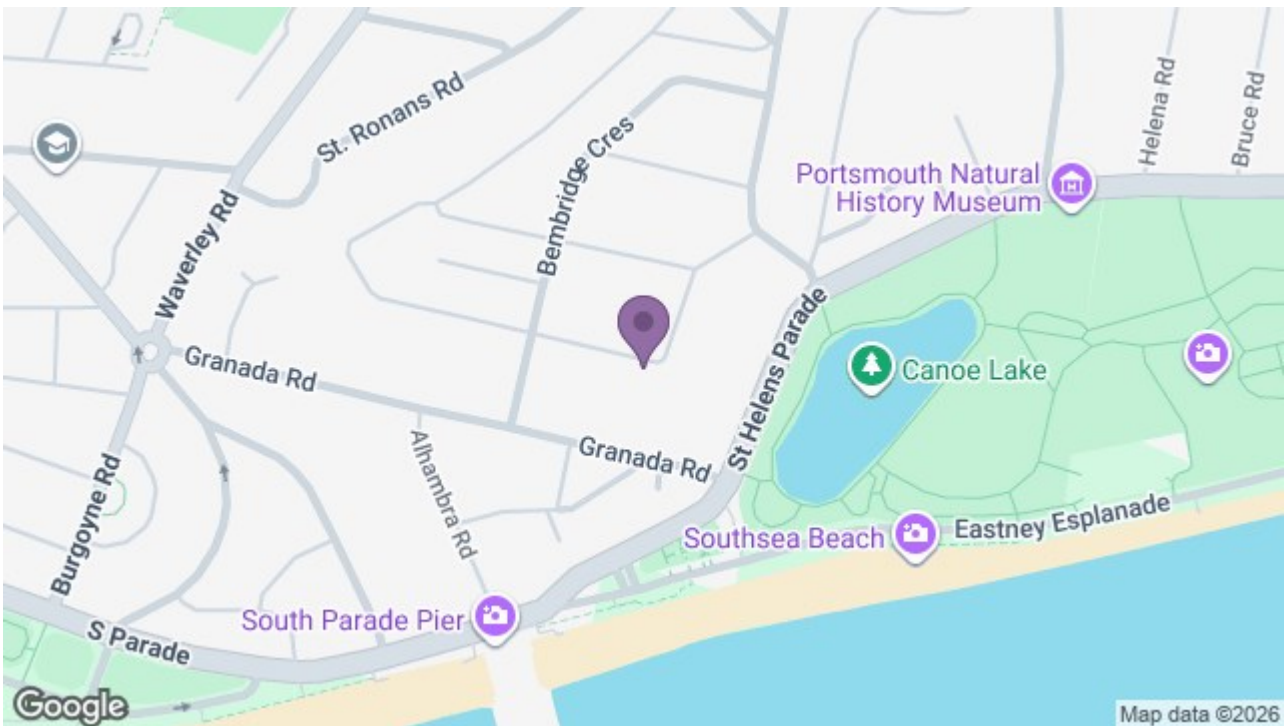 St. Ronans Rd
Bembridge Cres
Helena Rd
Bruce Rd
Portsmouth Natural
History Museum
Waverley Rd
Granada Rd
St Helens Parade
Canoe Lake
Alhambra Rd
Granada Rd
Burgoyne Rd
Southsea Beach
Eastney Esplanade
South Parade Pier
S Parade
Google
Map data ©2026